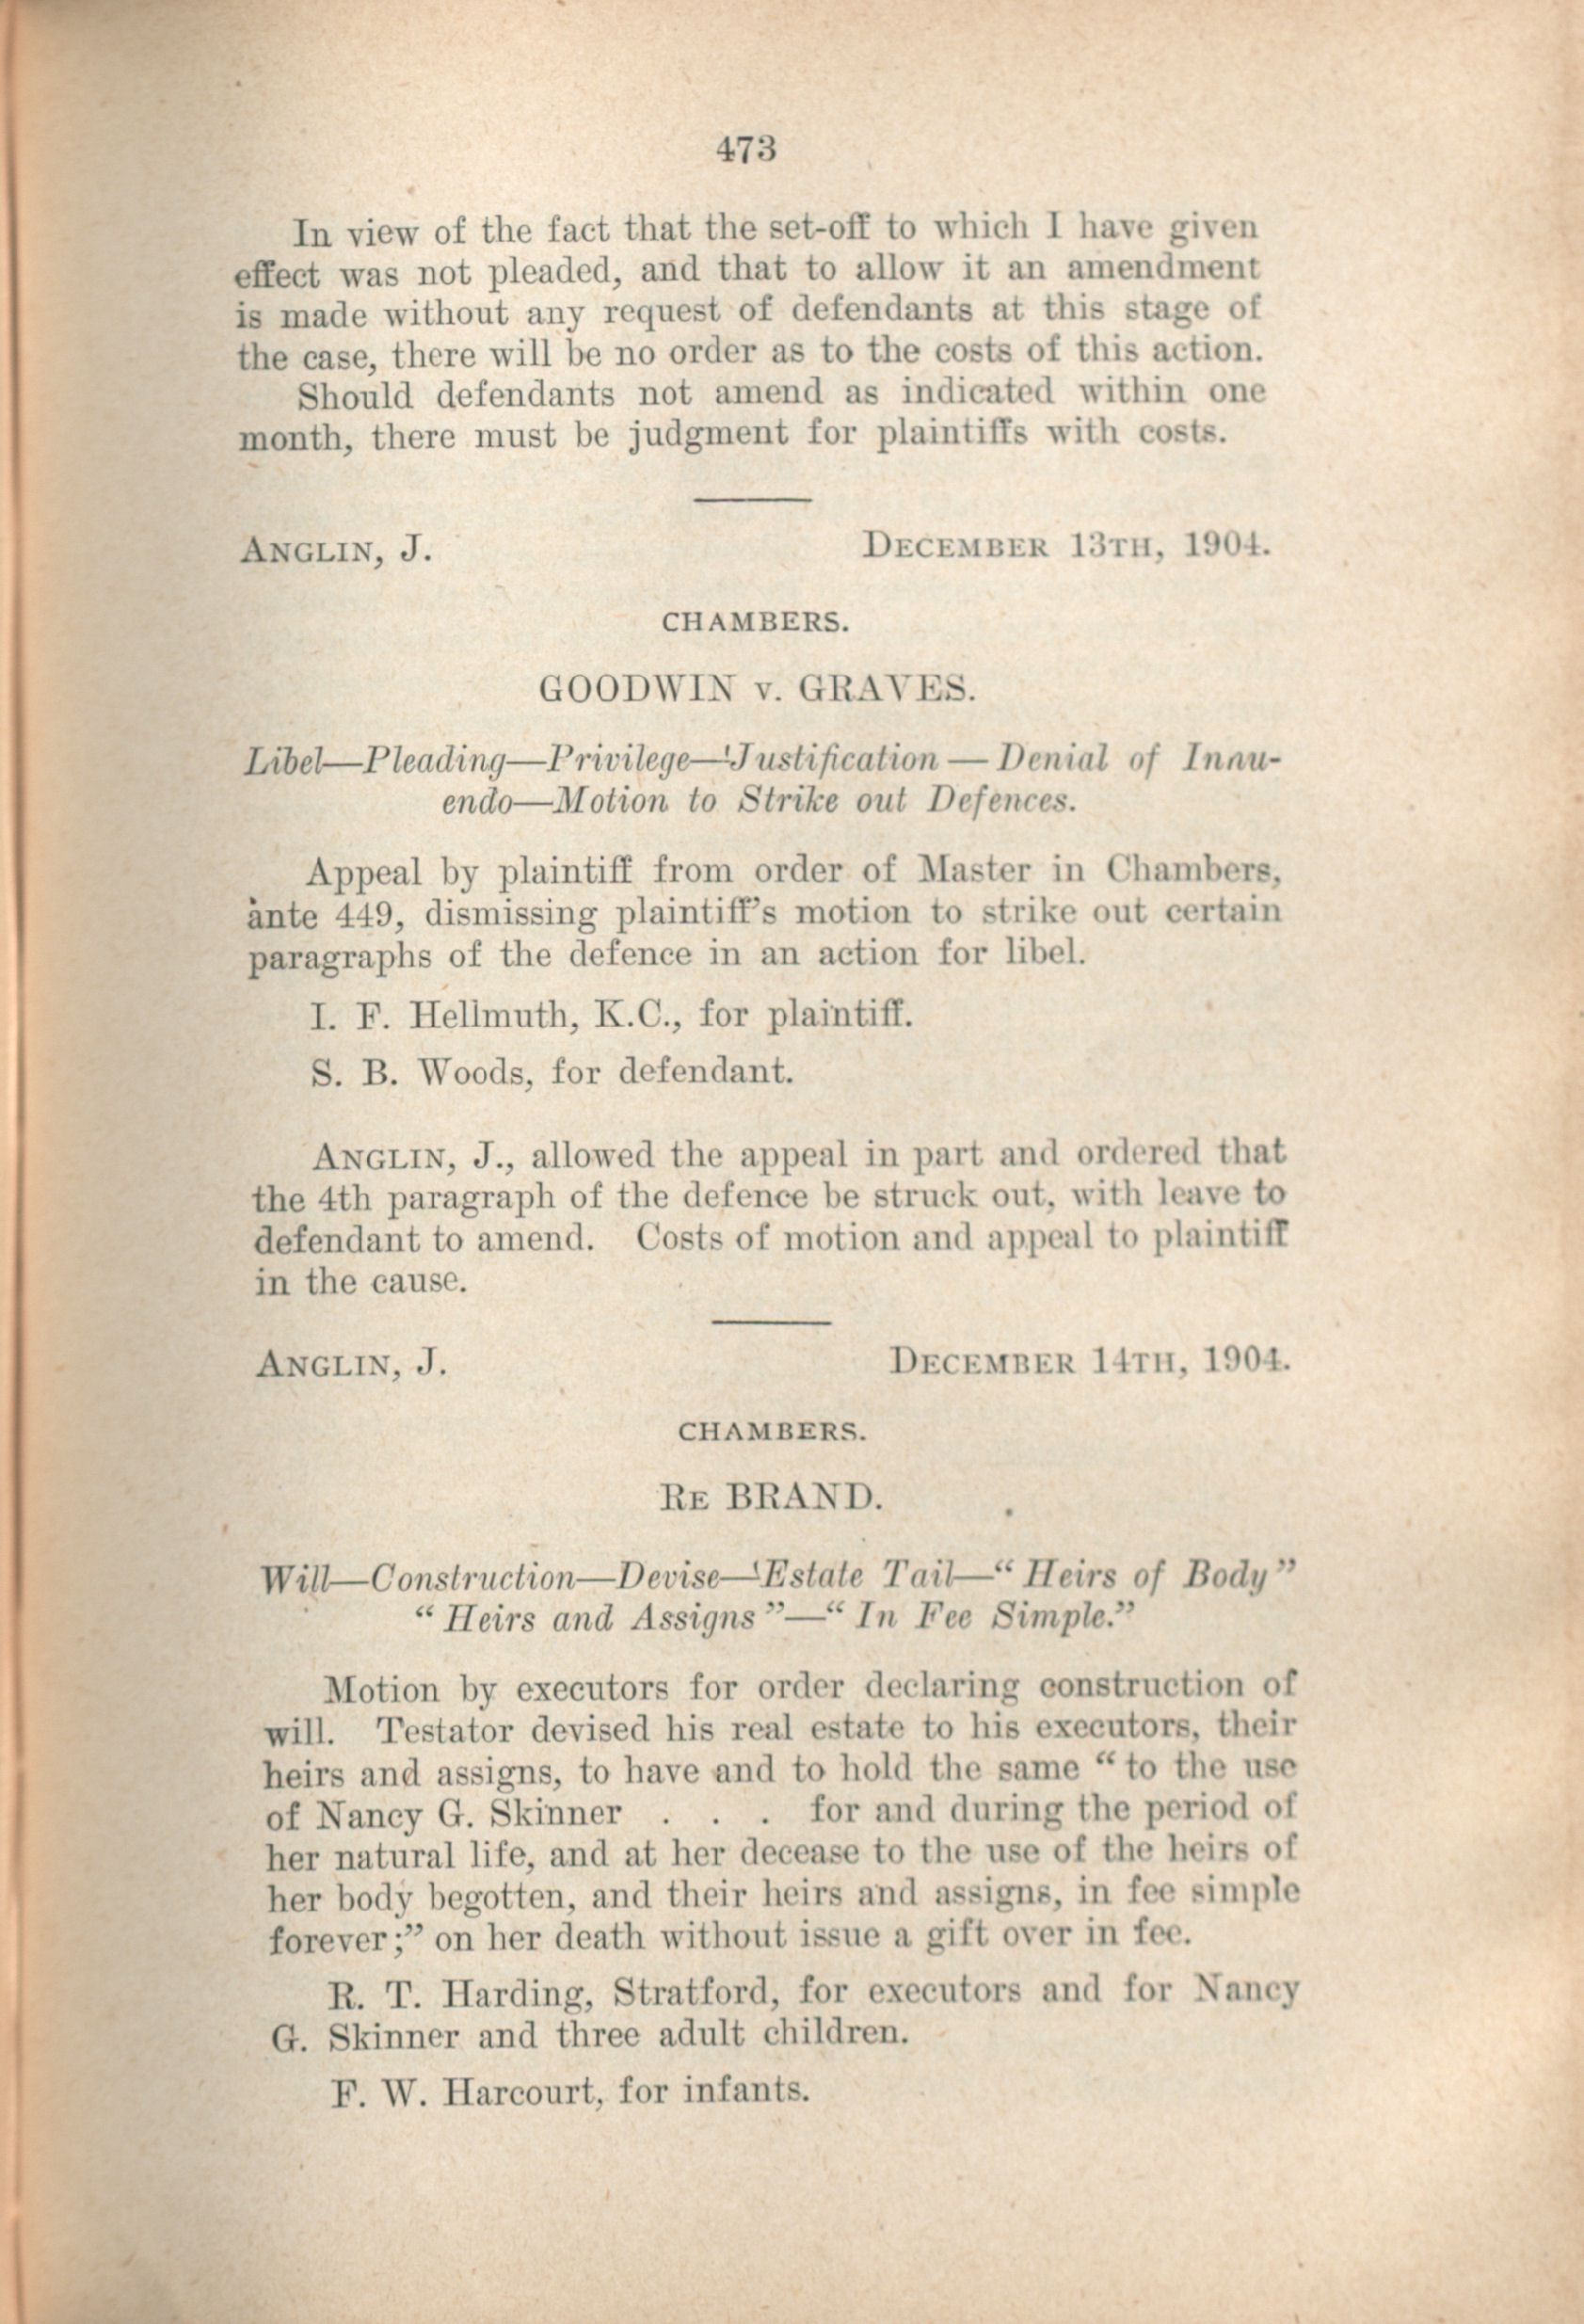 473
In view of the fact that the set-off to which I have given
effect was not pleaded, and that to allow it an amendment
is made without any request of defendants at this stage of
the case, there will be no order as to the costs of this action.
Should defendants not amend as indicated within one
month, there must be judgment for plaintiffs with costs.
ANGLIN, J. DECEMBER 13TH, 1904.
CHAMBERS.
GOODWIN v. GRAVES.
Libel—Pleading—Privilege—Justification — Denial of Innu-
endo—Motion to Strike out Defences.
Appeal by plaintiff from order of Master in Chambers,
ànte 449, dismissing plaintiff's motion to strike out certain
paragraphs of the defence in an action for libel.
I. F. Hellmuth, K.C., for plaintiff.
S. B. Woods, for defendant.
ANGLIN, J., allowed the appeal in part and ordered that
the 4th paragraph of the defence be struck out, with leave to
defendant to amend. Costs of motion and appeal to plaintiff
in the cause.
ANGLIN, J. DECEMBER 14TH, 1904.
CHAMBERS.
RE BRAND.
Will—Construction—Devise—Estate Tail—“ Heirs of Body ”
“ Heirs and Assigns ”—“ In Fee Simple.”
Motion by executors for order declaring construction of
will. Testator devised his real estate to his executors, their
heirs and assigns, to have and to hold the same “ to the use
of Nancy G. Skinner . . . for and during the period of
her natural life, and at her decease to the use of the heirs of
her body begotten, and their heirs and assigns, in fee simple
forever ;” on her death without issue a gift over in fee.
R. T. Harding, Stratford, for executors and for Nancy
G. Skinner and three adult children.
F. W. Harcourt, for infants.